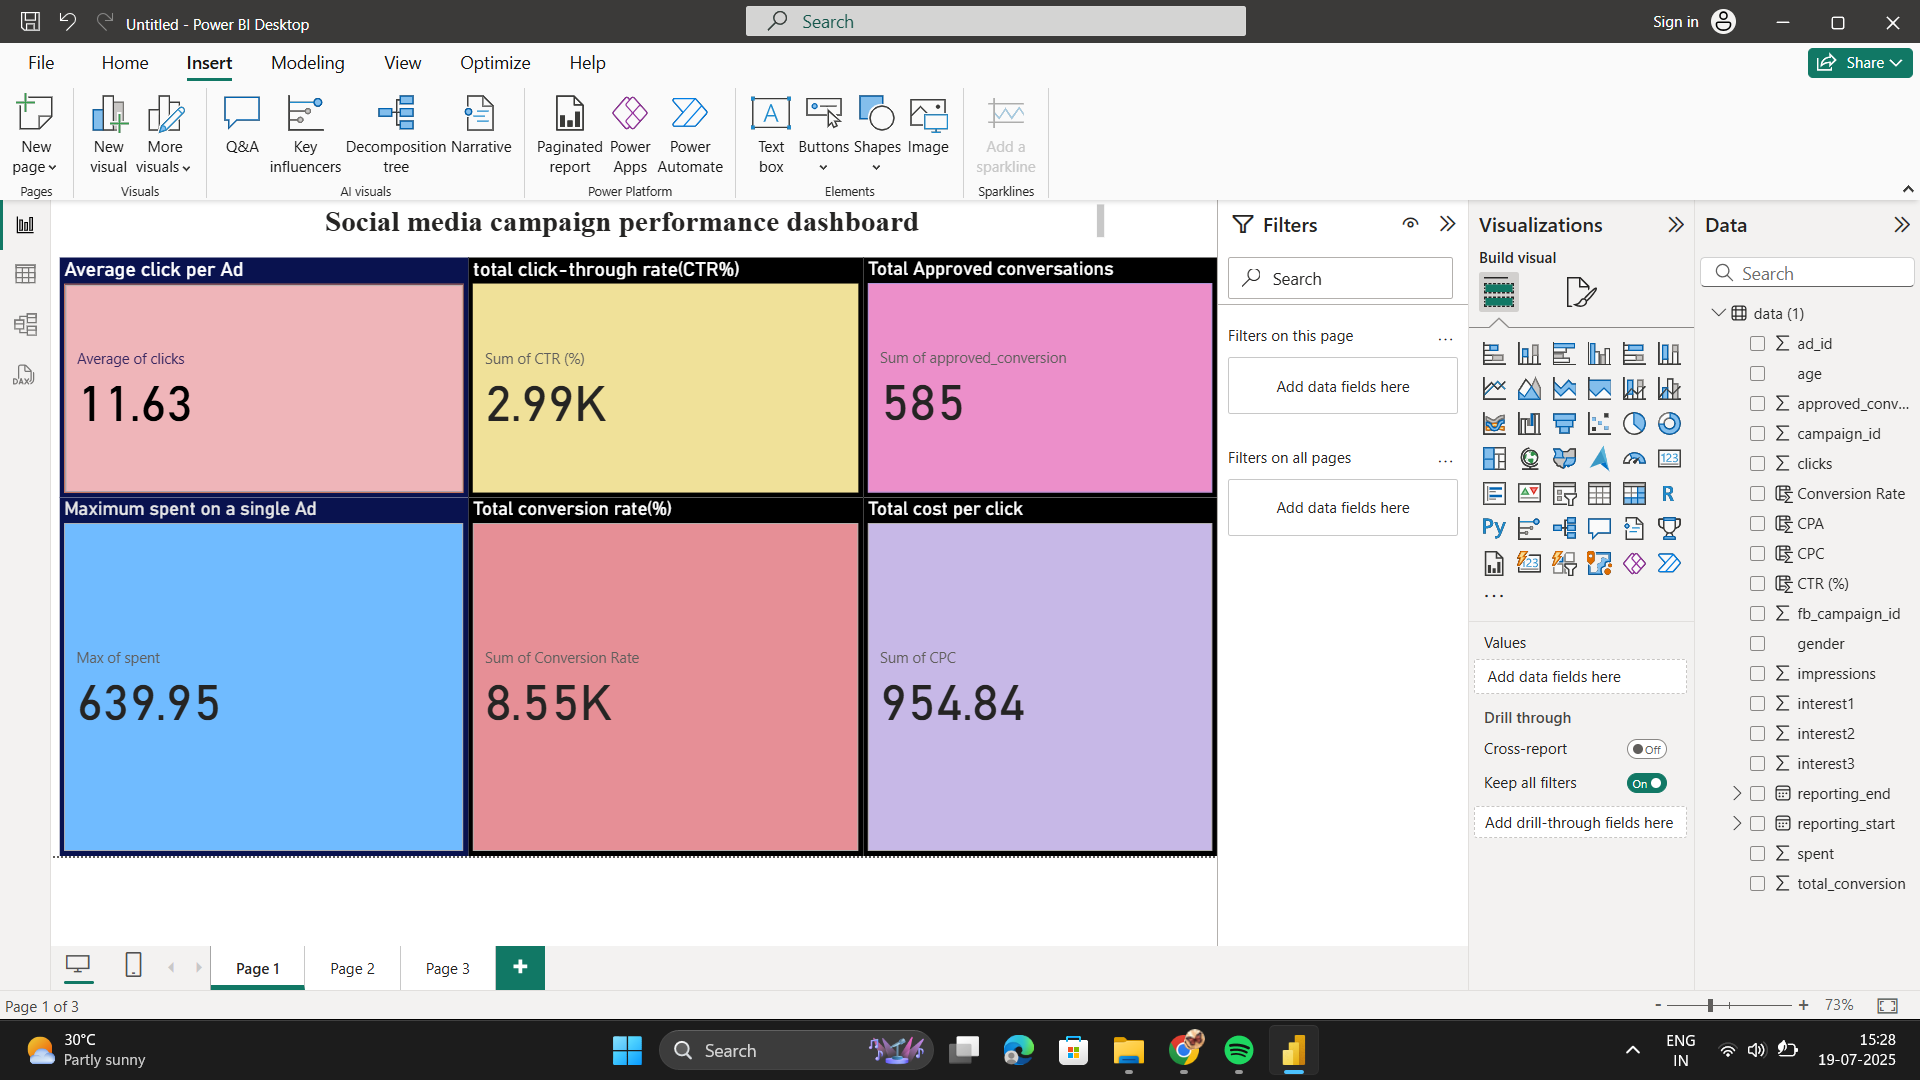 Untitled - Power BI Desktop
Search
Sign in
File
Home
Insert
Modeling
View
Optimize
Help
Share
New page
New visual
More visuals
Q&A
Key influencers
Decomposition tree
Narrative
Paginated report
Power Apps
Power Automate
Text box
Buttons
Shapes
Image
Add a sparkline
Pages
Visuals
AI visuals
Power Platform
Elements
Sparklines
Social media campaign performance dashboard
Average click per Ad
Average of clicks
11.63
total click-through rate(CTR%)
Sum of CTR (%)
2.99K
Total Approved conversations
Sum of approved_conversion
585
Maximum spent on a single Ad
Max of spent
639.95
Total conversion rate(%)
Sum of Conversion Rate
8.55K
Total cost per click
Sum of CPC
954.84
Filters
Search
Filters on this page
...
Add data fields here
Filters on all pages
...
Add data fields here
Visualizations
Build visual
123
R
Py
123
...
Values
Add data fields here
Drill through
Cross-report
Off
Keep all filters
On
Add drill-through fields here
Data
Search
data (1)
ad_id
age
approved_conv...
campaign_id
clicks
Conversion Rate
CPA
CPC
CTR (%)
fb_campaign_id
gender
impressions
interest1
interest2
interest3
reporting_end
reporting_start
spent
total_conversion
DAX
Page 1
Page 2
Page 3
+
Page 1 of 3
-
+
73%
30°C
Partly sunny
Search
ENG
IN
15:28
19-07-2025